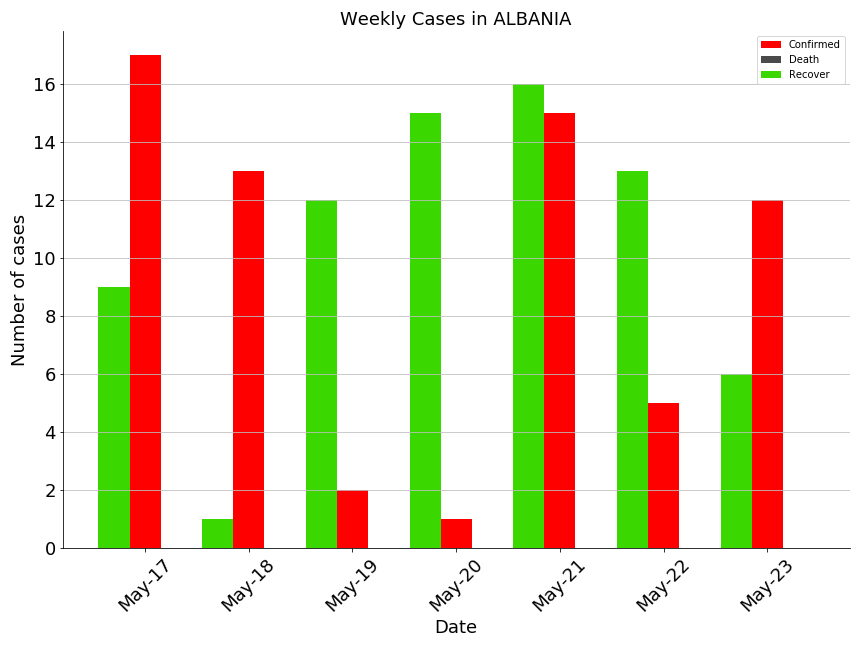 Weekly Cases in ALBANIA
Confirmed
Death
Recover
Number of cases
16
14
12
10
8
6
4
2
0
May-17
May-18
May-19
May-20
May-21
May-22
May-23
Date